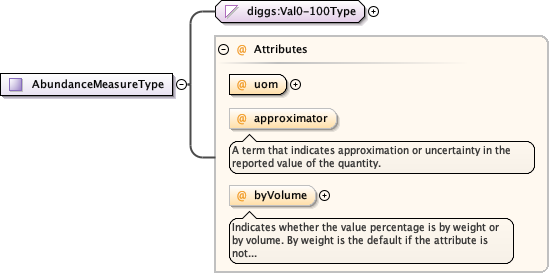 diggs:Val0-100Type
@ Attributes
AbundanceMeasureType
@ uom
@ approximator
A term that indicates approximation or uncertainty in the
reported value of the quantity.
@ byVolume
Indicates whether the value percentage is by weight or
by volume. By weight is the default if the attribute is
not...